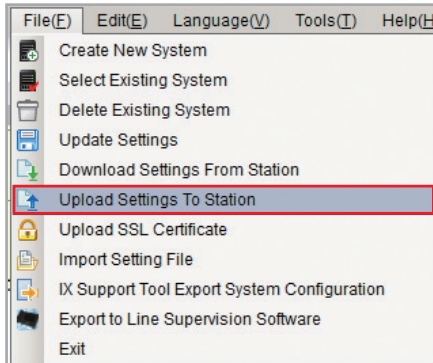 File(F) Edit(E) Language(V) Tools(T) Help(H
Create New System
Select Existing System
Delete Existing System
Update Settings
Download Settings From Station
Upload Settings To Station
Upload SSL Certificate
Import Setting File
IX Support Tool Export System Configuration
Export to Line Supervision Software
Exit